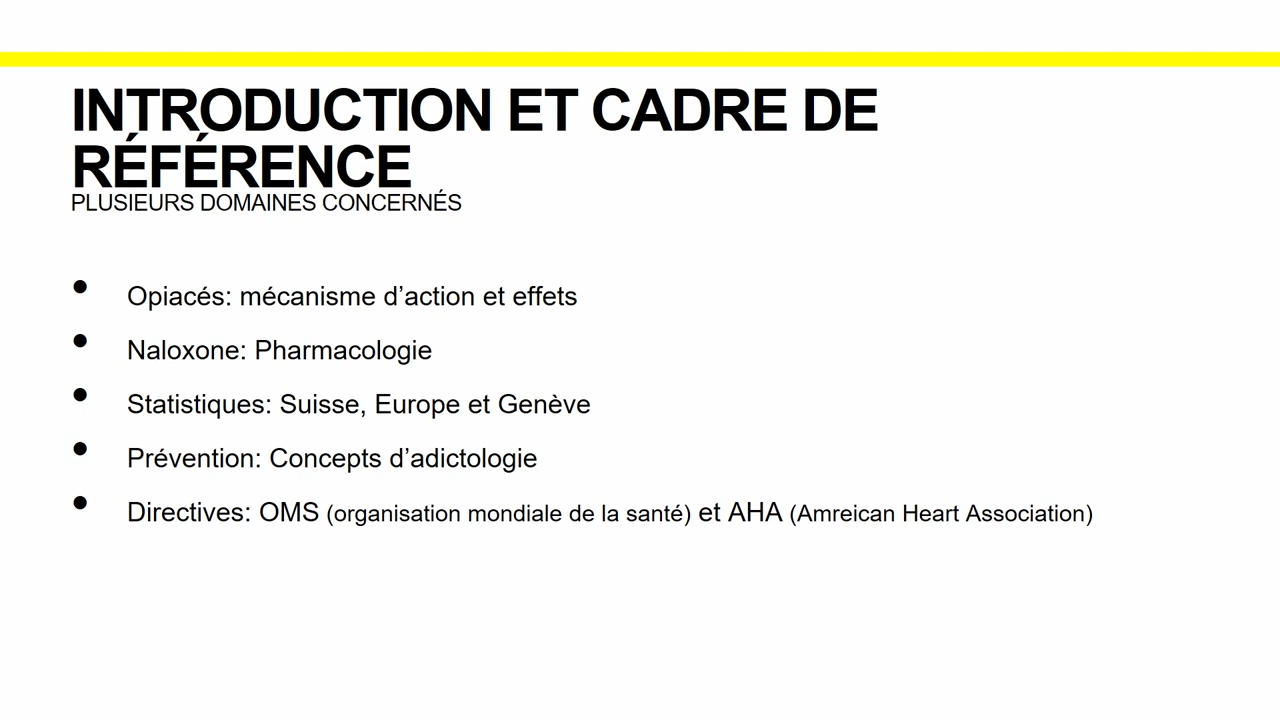 INTRODUCTION ET CADRE DE
RÉFÉRENCE
PLUSIEURS DOMAINES CONCERNÉS
• Opiacés: mécanisme d’action et effets
• Naloxone: Pharmacologie
• Statistiques: Suisse, Europe et Genève
• Prévention: Concepts d’adictologie
• Directives: OMS (organisation mondiale de la santé) et AHA (Amreican Heart Association)